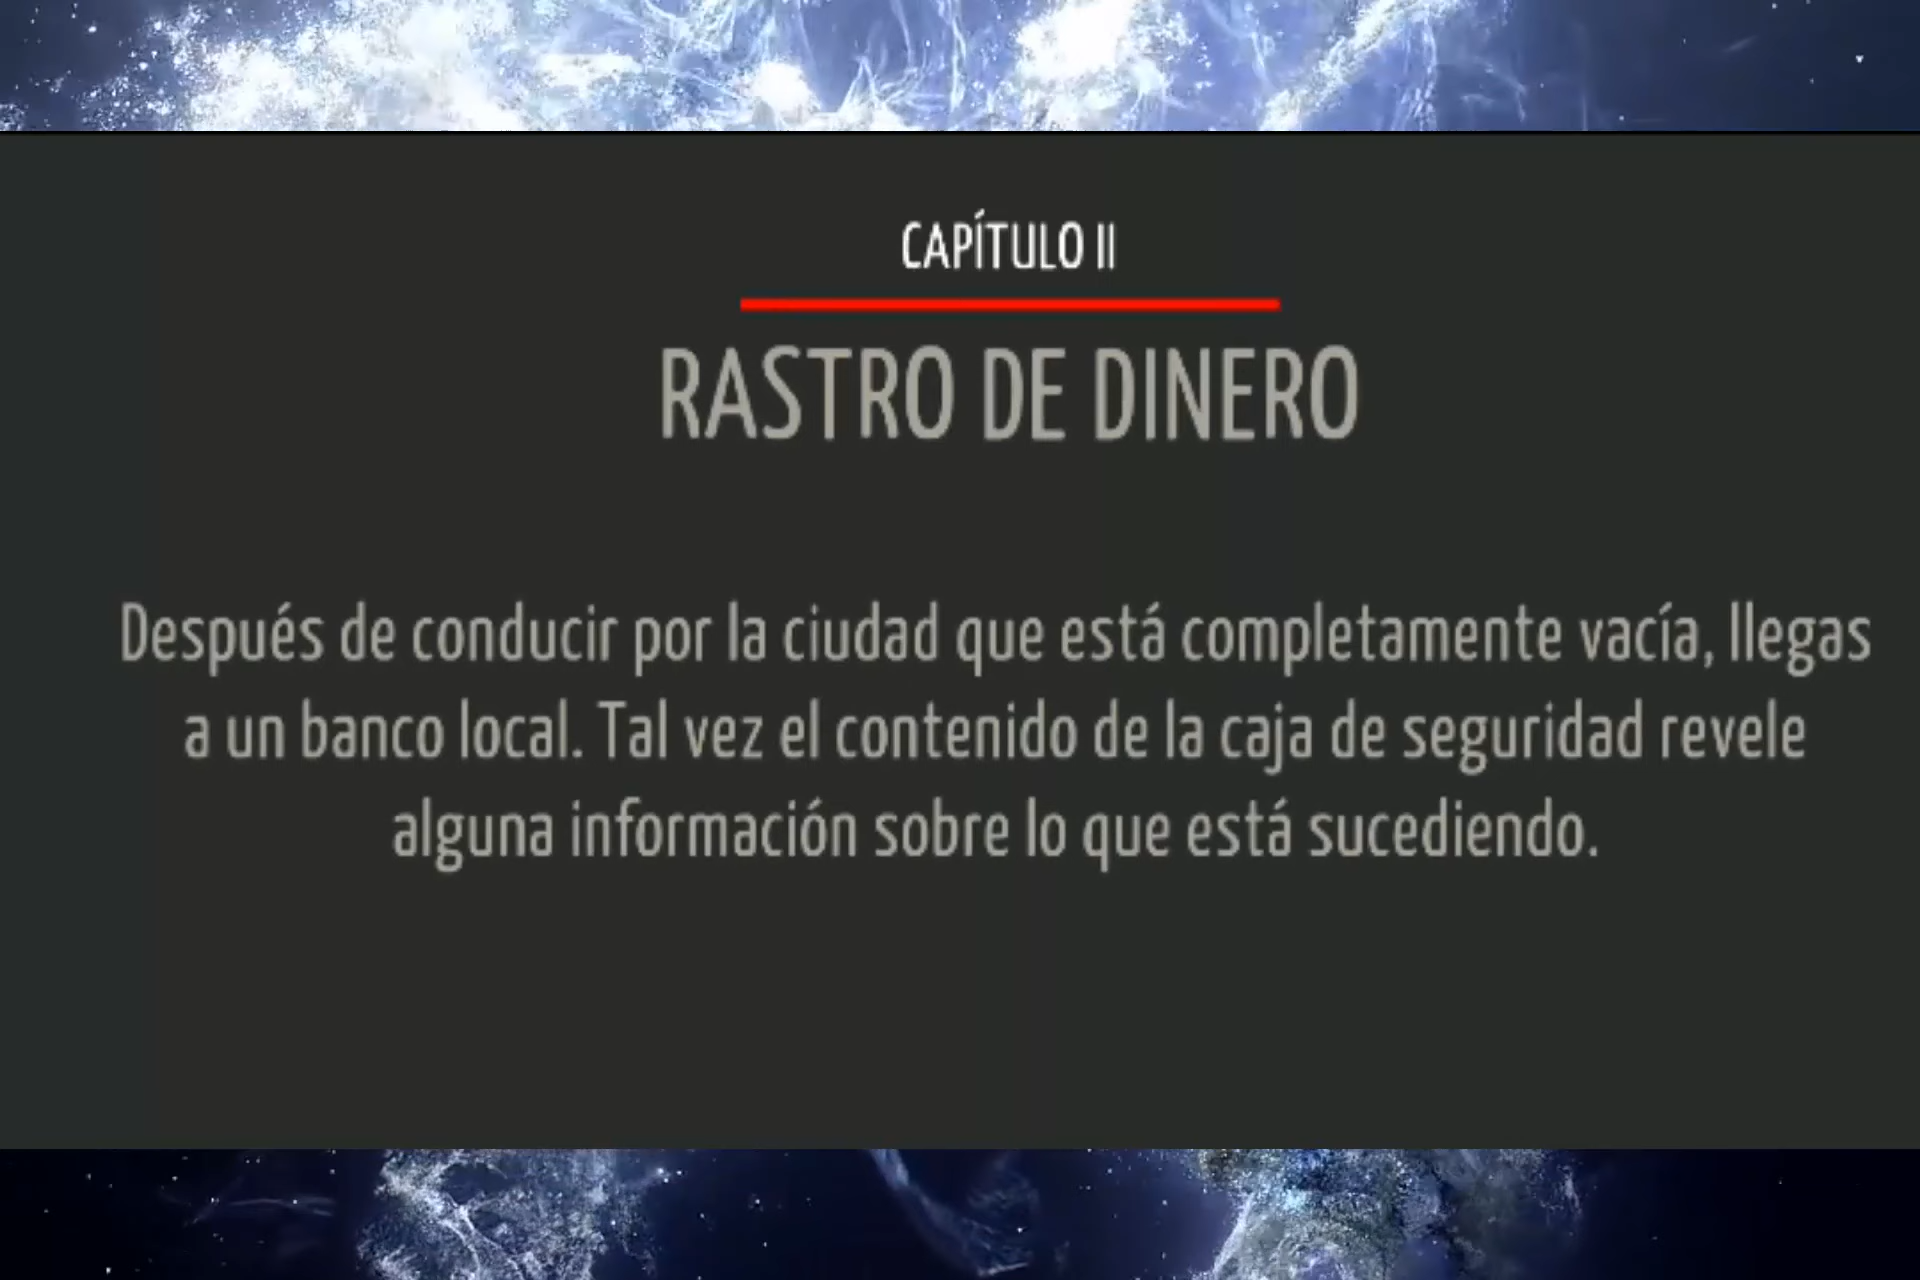 CAPÍTULO II
RASTRO DE DINERO
Después de conducir por la ciudad que está completamente vacía, llegas
a un banco local. Tal vez el contenido de la caja de seguridad revele
alguna información sobre lo que está sucediendo.